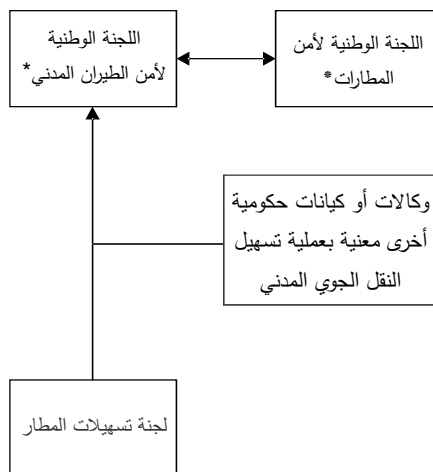 اللجنة الوطنية
لأمن الطيران المدني*
اللجنة الوطنية لأمن
المطارات*
وكالات أو كيانات حكومية
أخرى معنية بعملية تسهيل
النقل الجوي المدني
لجنة تسهيلات المطار